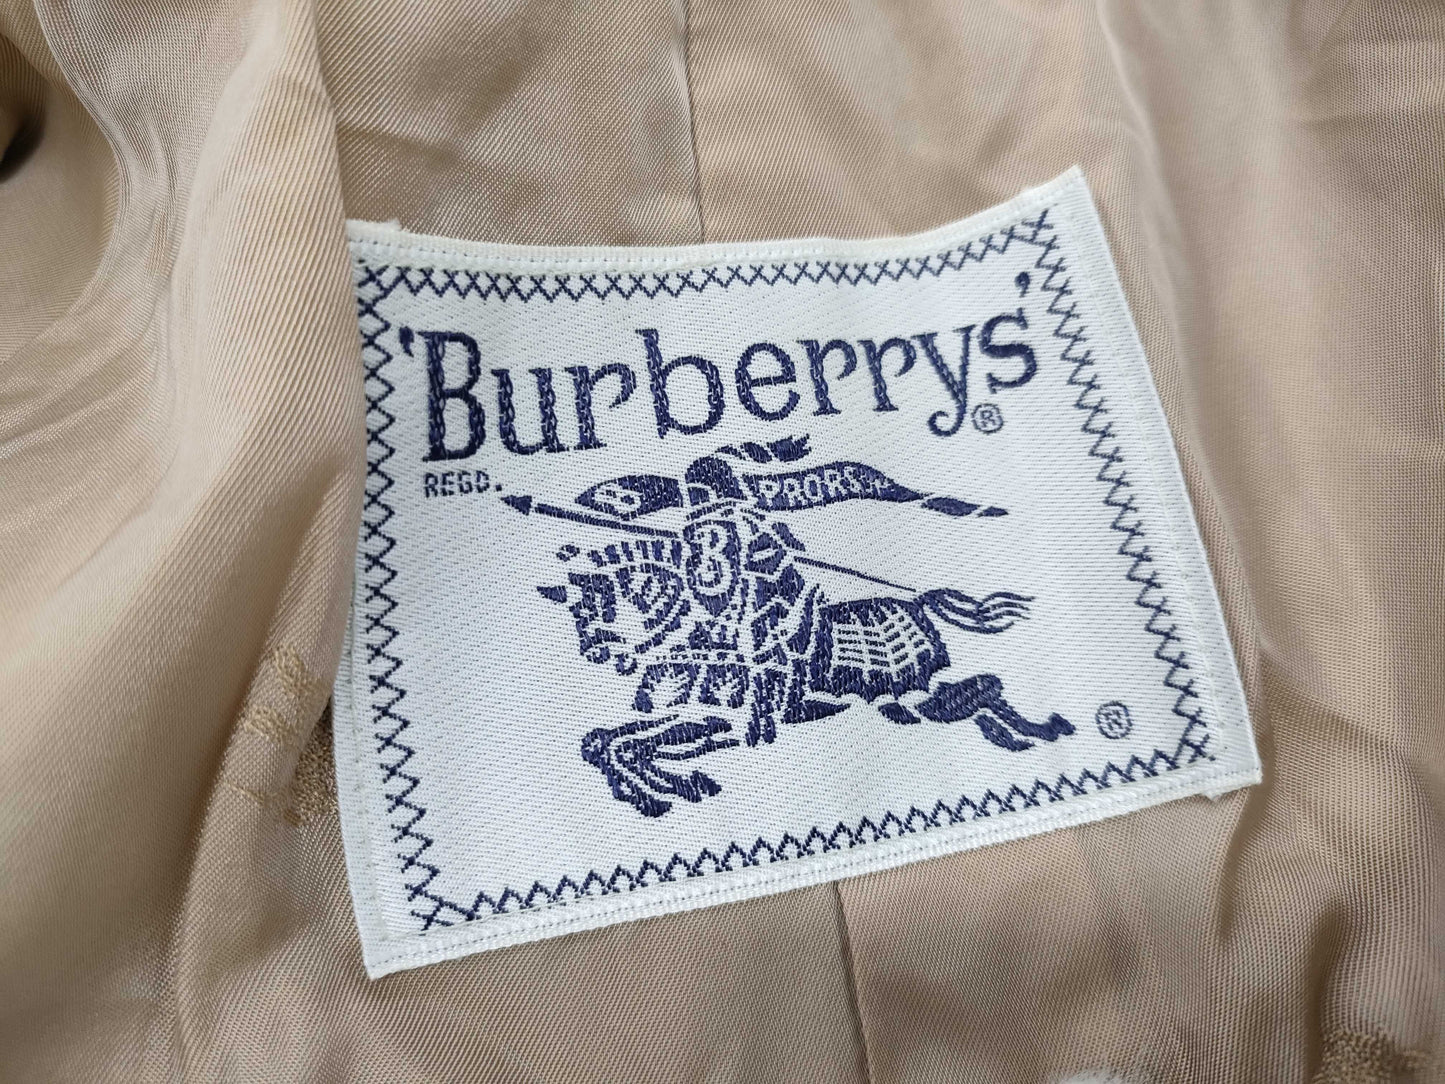 'Burberrys'
®
REGD.
PRORSUM
B
®